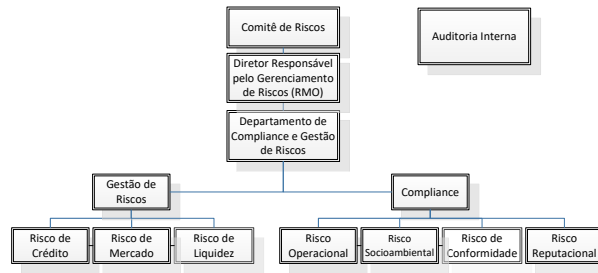 Comitê de Riscos
Auditoria Interna
Diretor Responsável
pelo Gerenciamento
de Riscos (RMO)
Departamento de
Compliance e Gestão
de Riscos
Gestão de
Riscos
Compliance
Risco de
Crédito
Risco de
Mercado
Risco de
Liquidez
Risco
Operacional
Risco
Socioambiental
Risco de
Conformidade
Risco
Reputacional